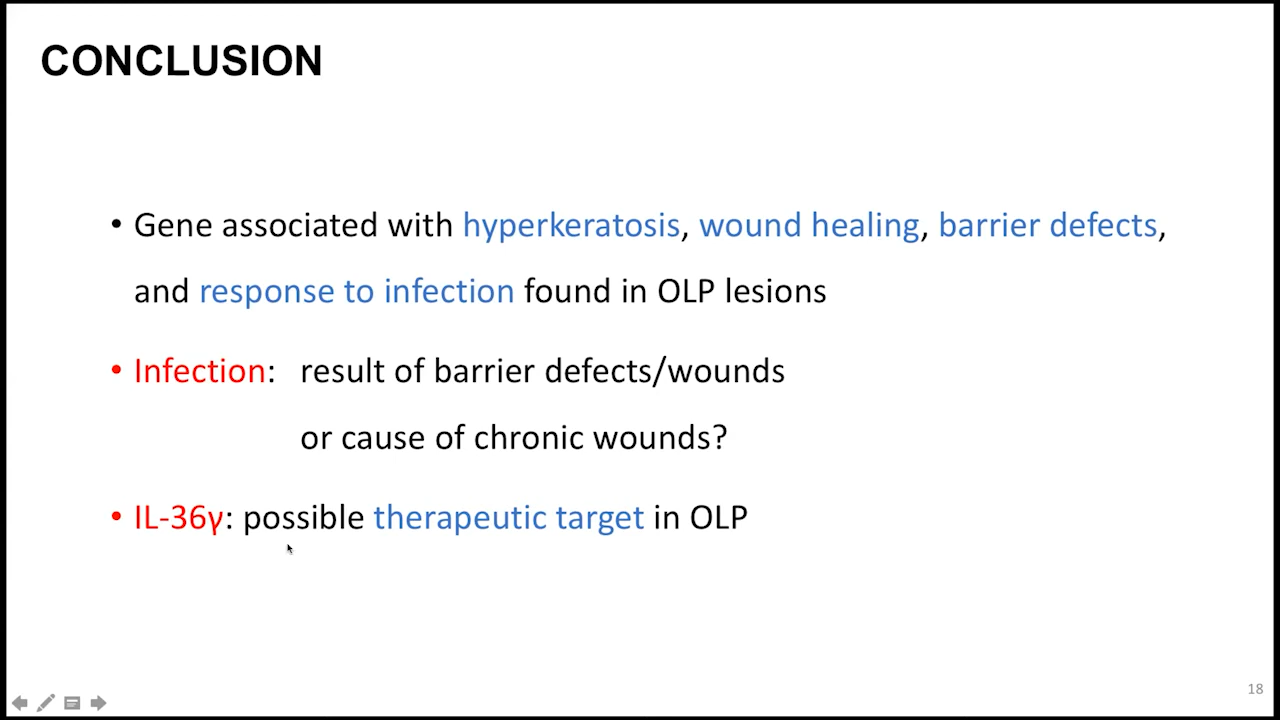 CONCLUSION
• Gene associated with hyperkeratosis, wound healing, barrier defects,
and response to infection found in OLP lesions
• Infection: result of barrier defects/wounds
or cause of chronic wounds?
• IL-36γ: possible therapeutic target in OLP
18